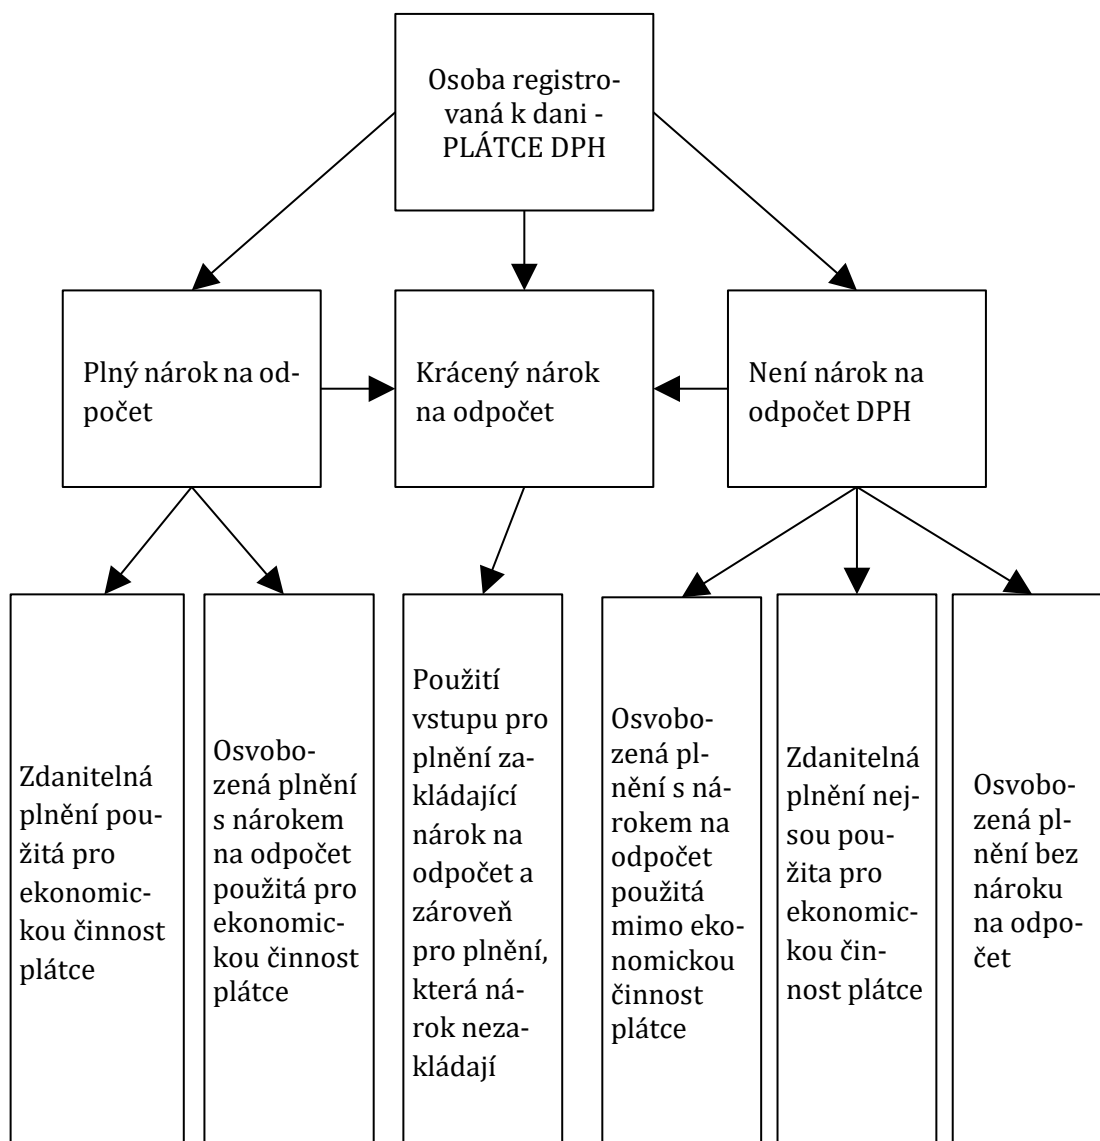 Osoba registro-
vaná k dani -
PLÁTCE DPH
Plný nárok na od-
počet
Krácený nárok
na odpočet
Není nárok na
odpočet DPH
Zdanitelná
plnění pou-
žitá pro
ekonomic-
kou činnost
plátce
Osvobo-
zená plnění
s nárokem
na odpočet
použitá pro
ekonomic-
kou činnost
plátce
Použití
vstupu pro
plnění za-
kládající
nárok na
odpočet a
zároveň
pro plnění,
která ná-
rok neza-
kládají
Osvobo-
zená pl-
nění s ná-
rokem na
odpočet
použitá
mimo eko-
nomickou
činnost
plátce
Zdanitelná
plnění nej-
sou pou-
žita pro
ekonomic-
kou čin-
nost plátce
Osvobo-
zená pl-
nění bez
nároku
na odpo-
čet